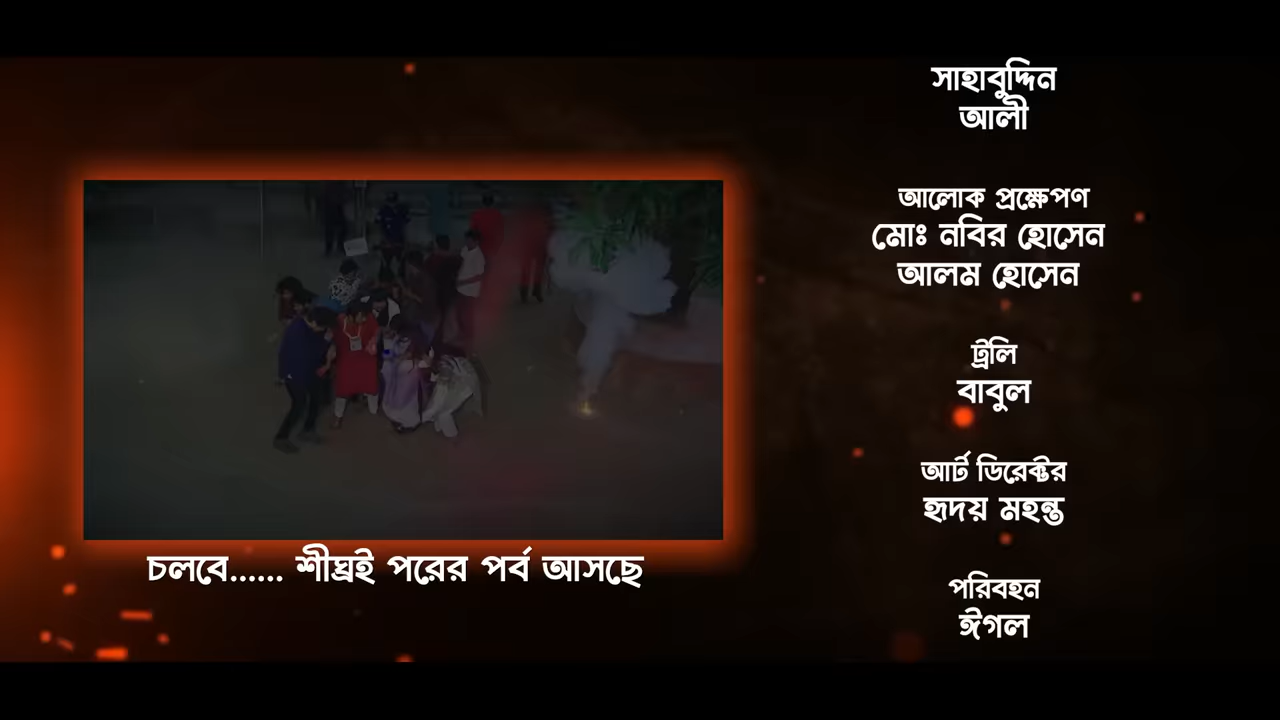 সাহাবুদ্দিন
আলী
আলোক প্রক্ষেপণ
মোঃ নবির হোসেন
আলম হোসেন
ট্রলি
বাবুল
আর্ট ডিরেক্টর
হৃদয় মহন্ত
পরিবহন
ঈগল
চলবে...... শীঘ্রই পরের পর্ব আসছে